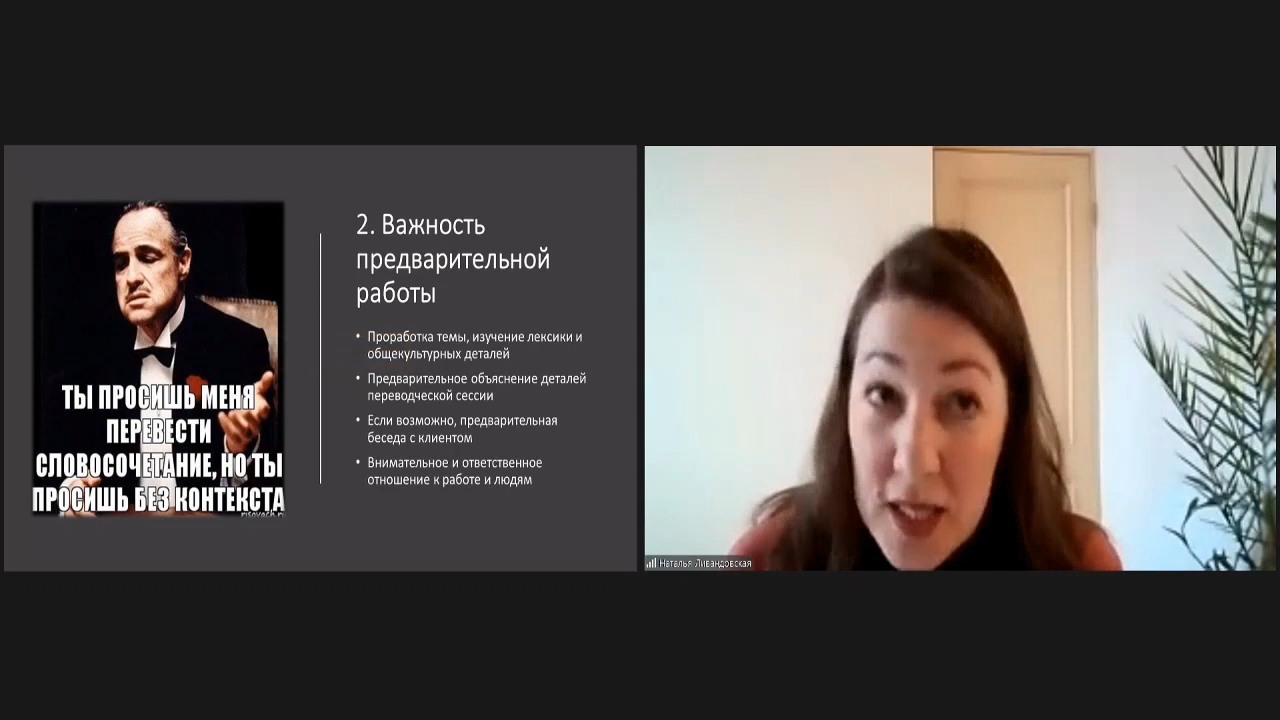 2. Важность
предварительной
работы
• Проработка темы, изучение лексики и
общекультурных деталей
• Предварительное объяснение деталей
переводческой сессии
• Если возможно, предварительная
беседа с клиентом
• Внимательное и ответственное
отношение к работе и людям
ТЫ ПРОСИШЬ МЕНЯ
ПЕРЕВЕСТИ
СЛОВОСОЧЕТАНИЕ, НО ТЫ
ПРОСИШЬ БЕЗ КОНТЕКСТА
Наталья Ливандовская